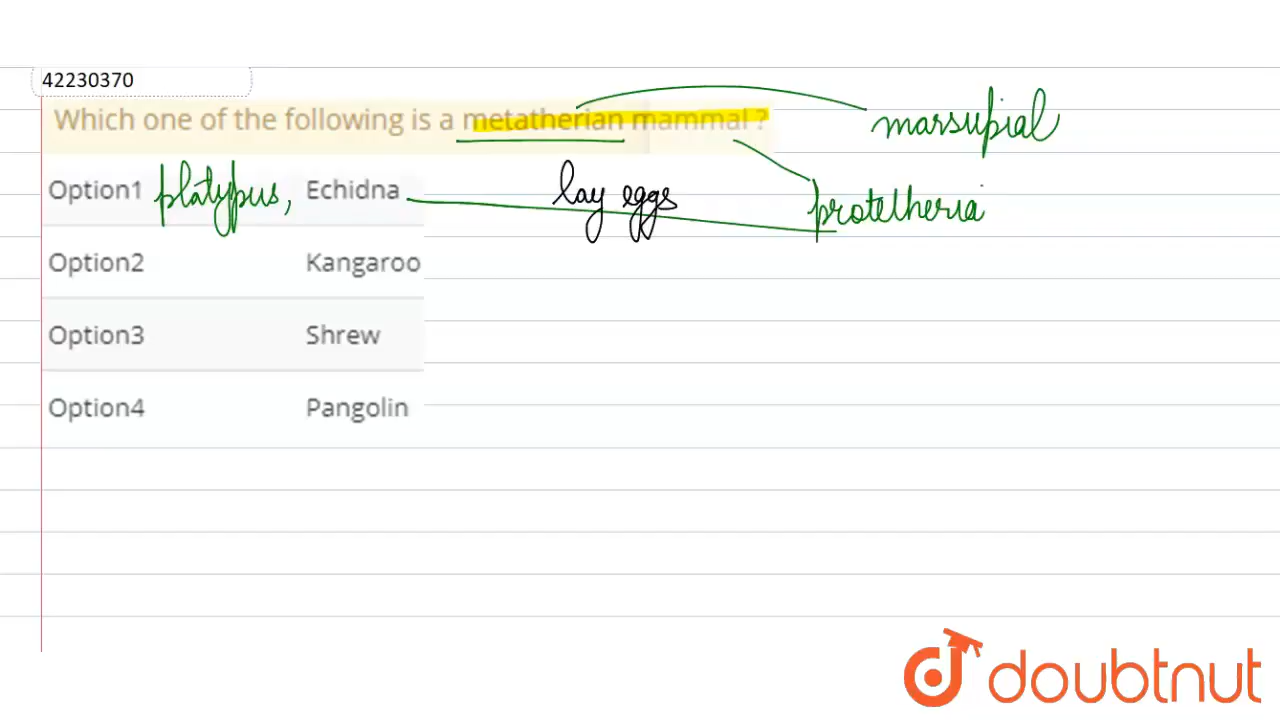 42230370
Which one of the following is a metatherian mammal ?
marsupial
Option1 platypus, Echidna
lay eggs
prototheria
Option2 Kangaroo
Option3 Shrew
Option4 Pangolin
doubtnut